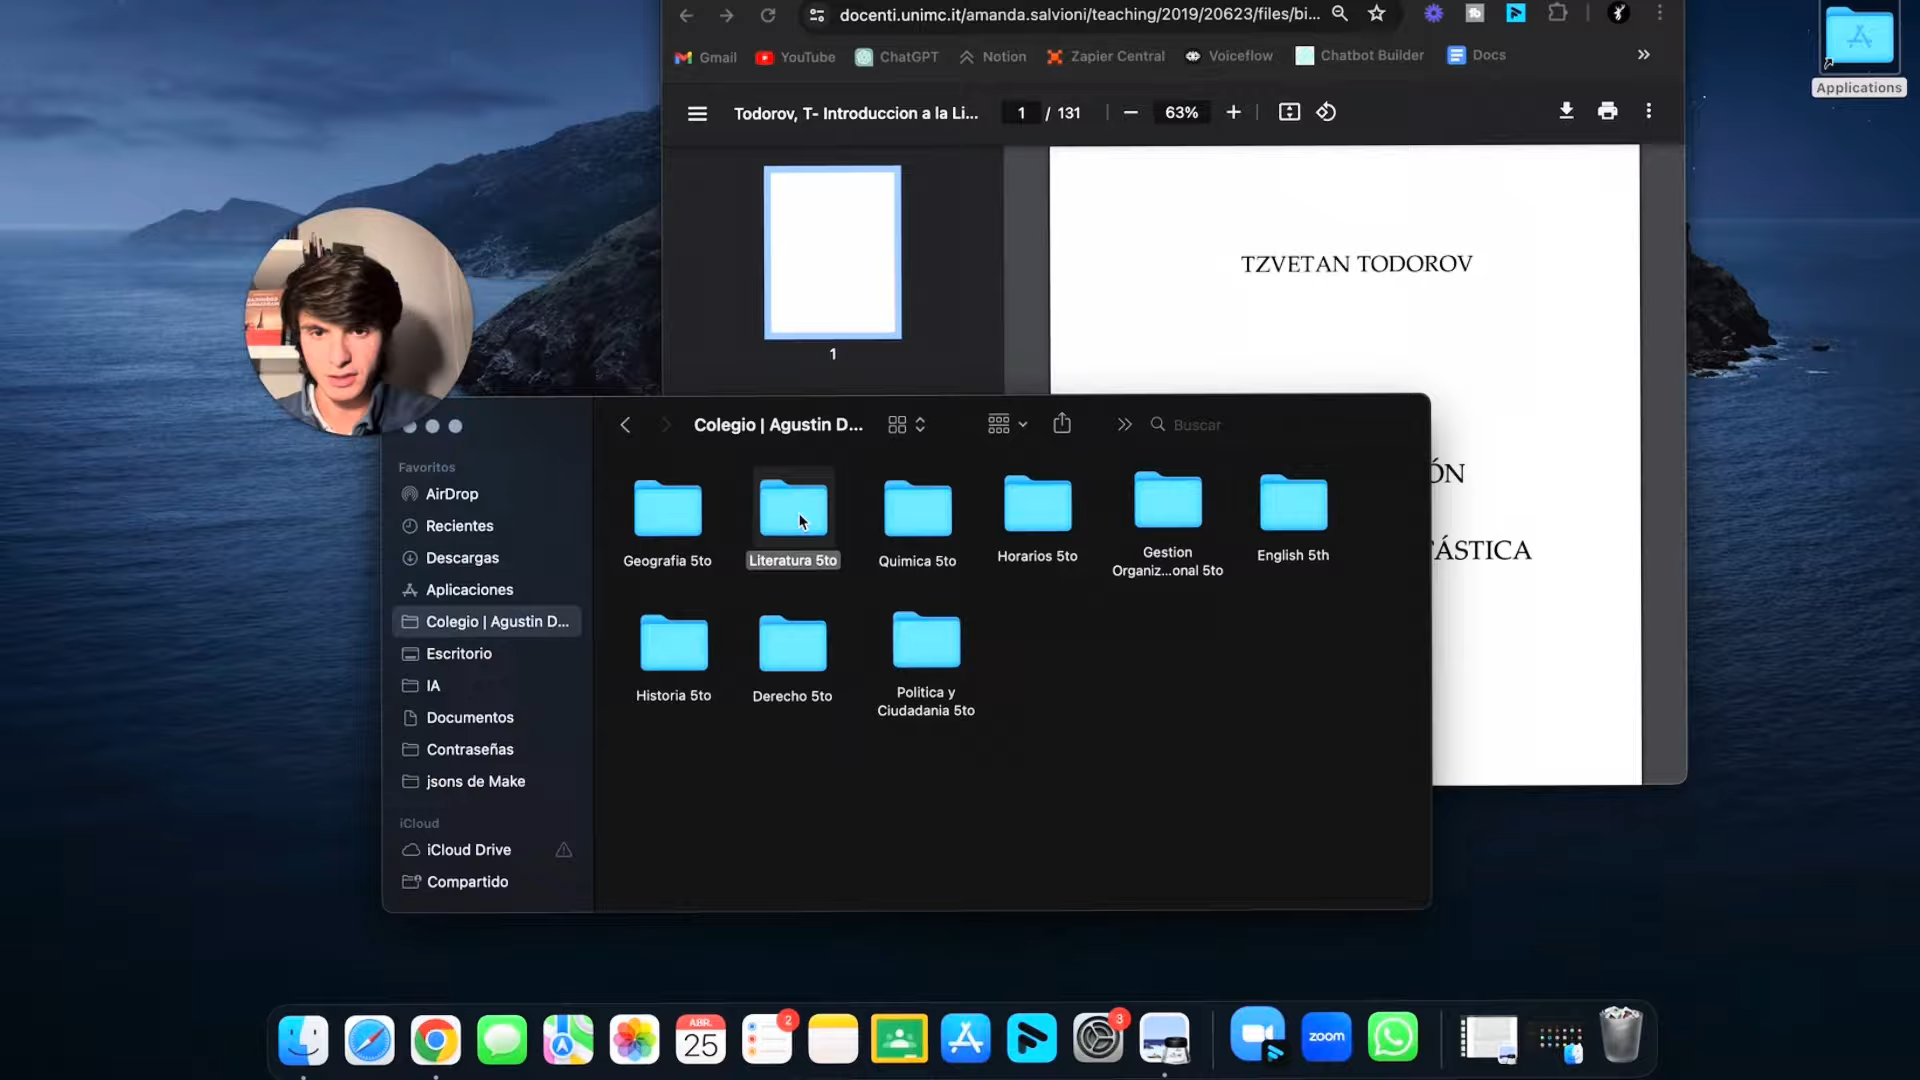 docenti.unimc.it/amanda.salvioni/teaching/2019/20623/files/bi...
Gmail
YouTube
ChatGPT
Notion
Zapier Central
Voiceflow
Chatbot Builder
Docs
Applications
Todorov, T- Introduccion a la Li...
1 / 131
63%
1
TZVETAN TODOROV
ÓN
TÁSTICA
Colegio | Agustin D...
Buscar
Favoritos
AirDrop
Recientes
Descargas
Aplicaciones
Colegio | Agustin D...
Escritorio
IA
Documentos
Contraseñas
jsons de Make
iCloud
iCloud Drive
Compartido
Geografia 5to
Literatura 5to
Quimica 5to
Horarios 5to
Gestion
Organiz...onal 5to
English 5th
Historia 5to
Derecho 5to
Politica y
Ciudadania 5to
ABR.
25
2
3
zoom